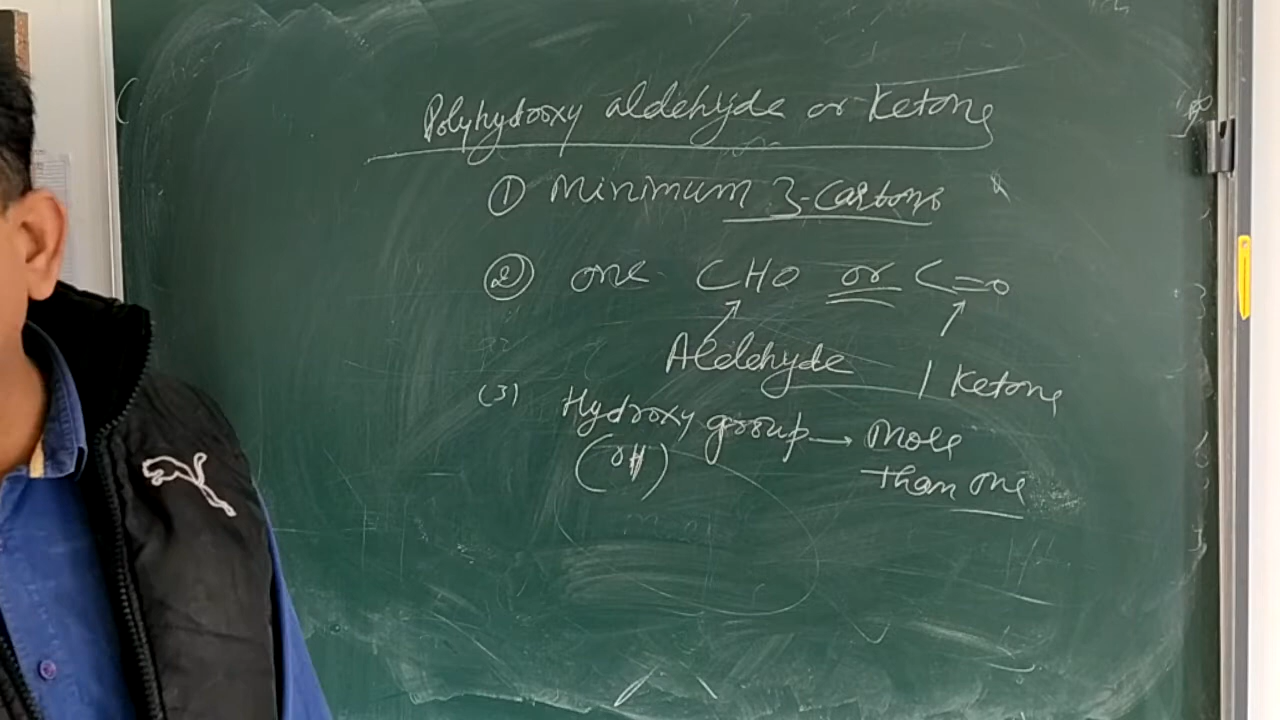 Polyhydroxy aldehyde or Ketone
① Minimum 3-Carbons
② one CHO or C=O
Aldehyde / Ketone
(3) Hydroxy group → More
(OH) than one